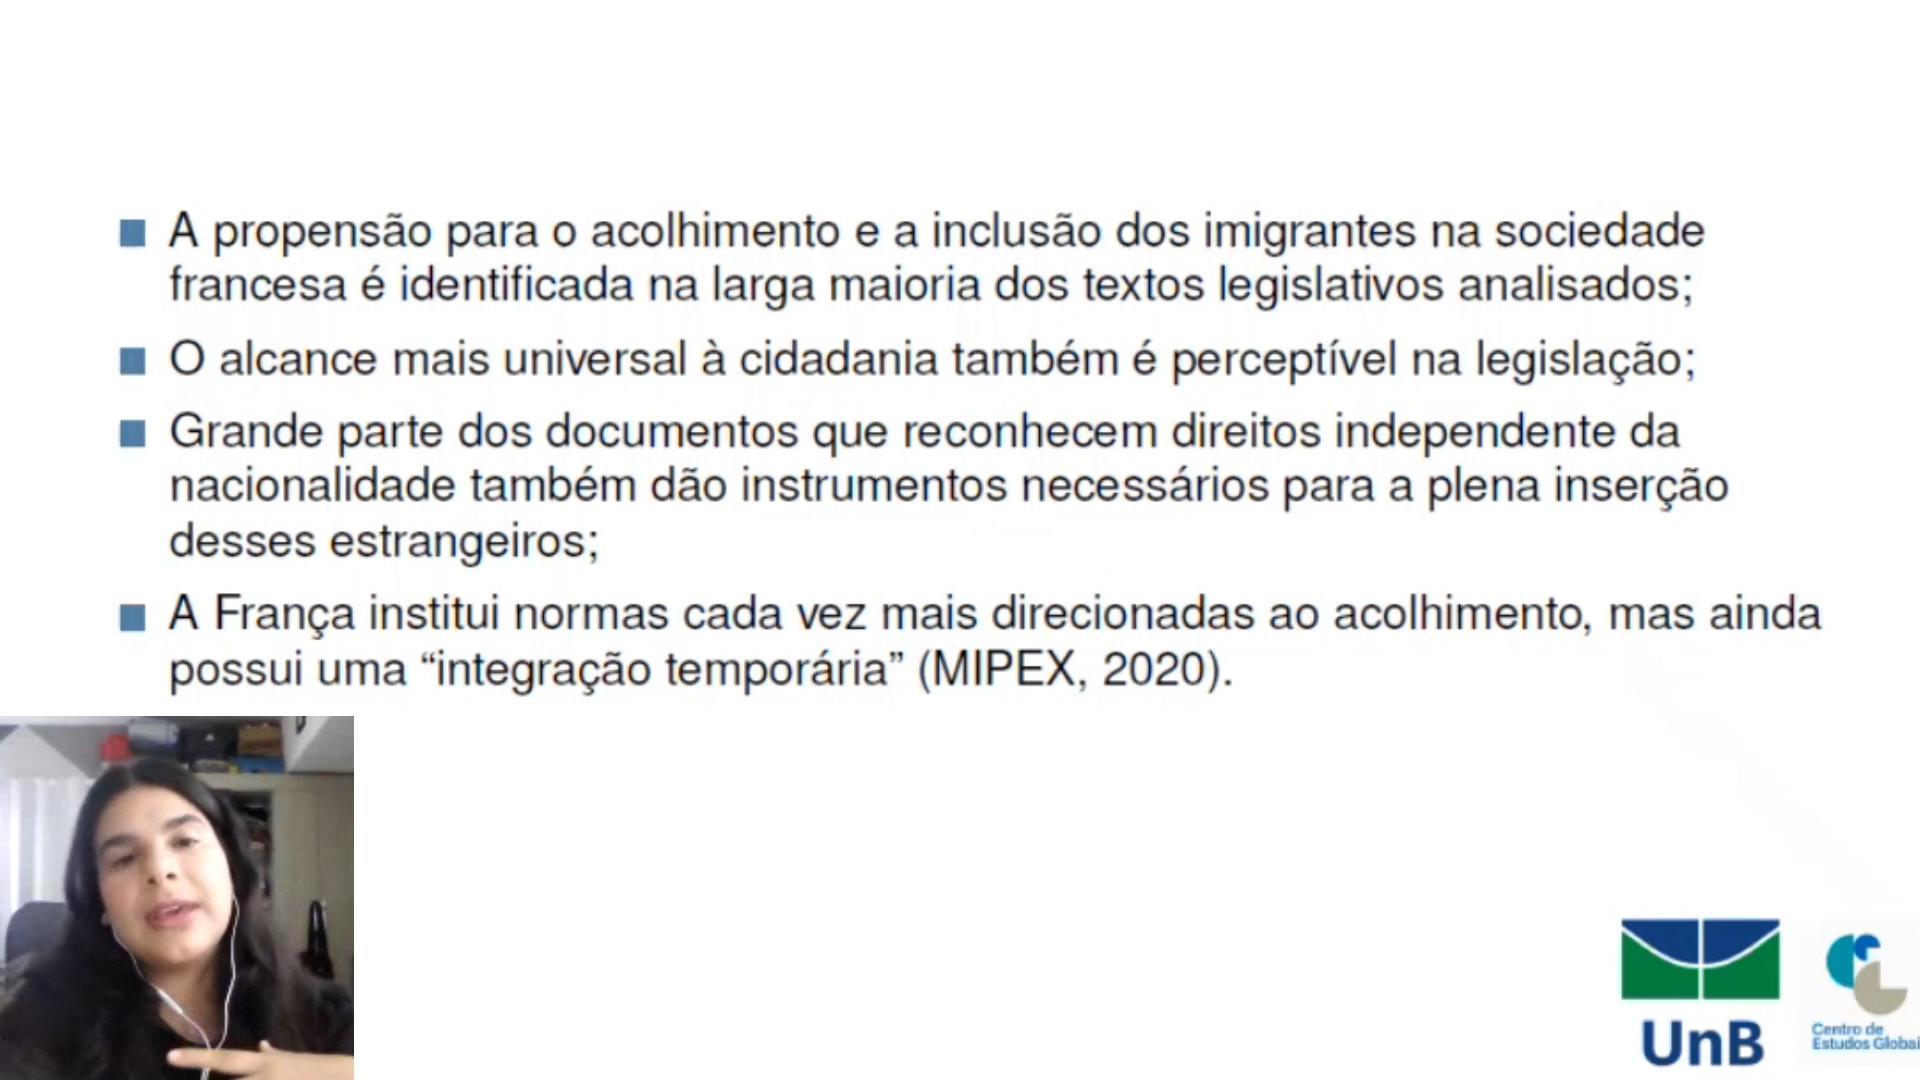 A propensão para o acolhimento e a inclusão dos imigrantes na sociedade
francesa é identificada na larga maioria dos textos legislativos analisados;
O alcance mais universal à cidadania também é perceptível na legislação;
Grande parte dos documentos que reconhecem direitos independente da
nacionalidade também dão instrumentos necessários para a plena inserção
desses estrangeiros;
A França institui normas cada vez mais direcionadas ao acolhimento, mas ainda
possui uma “integração temporária” (MIPEX, 2020).
UnB
Centro de
Estudos Globai